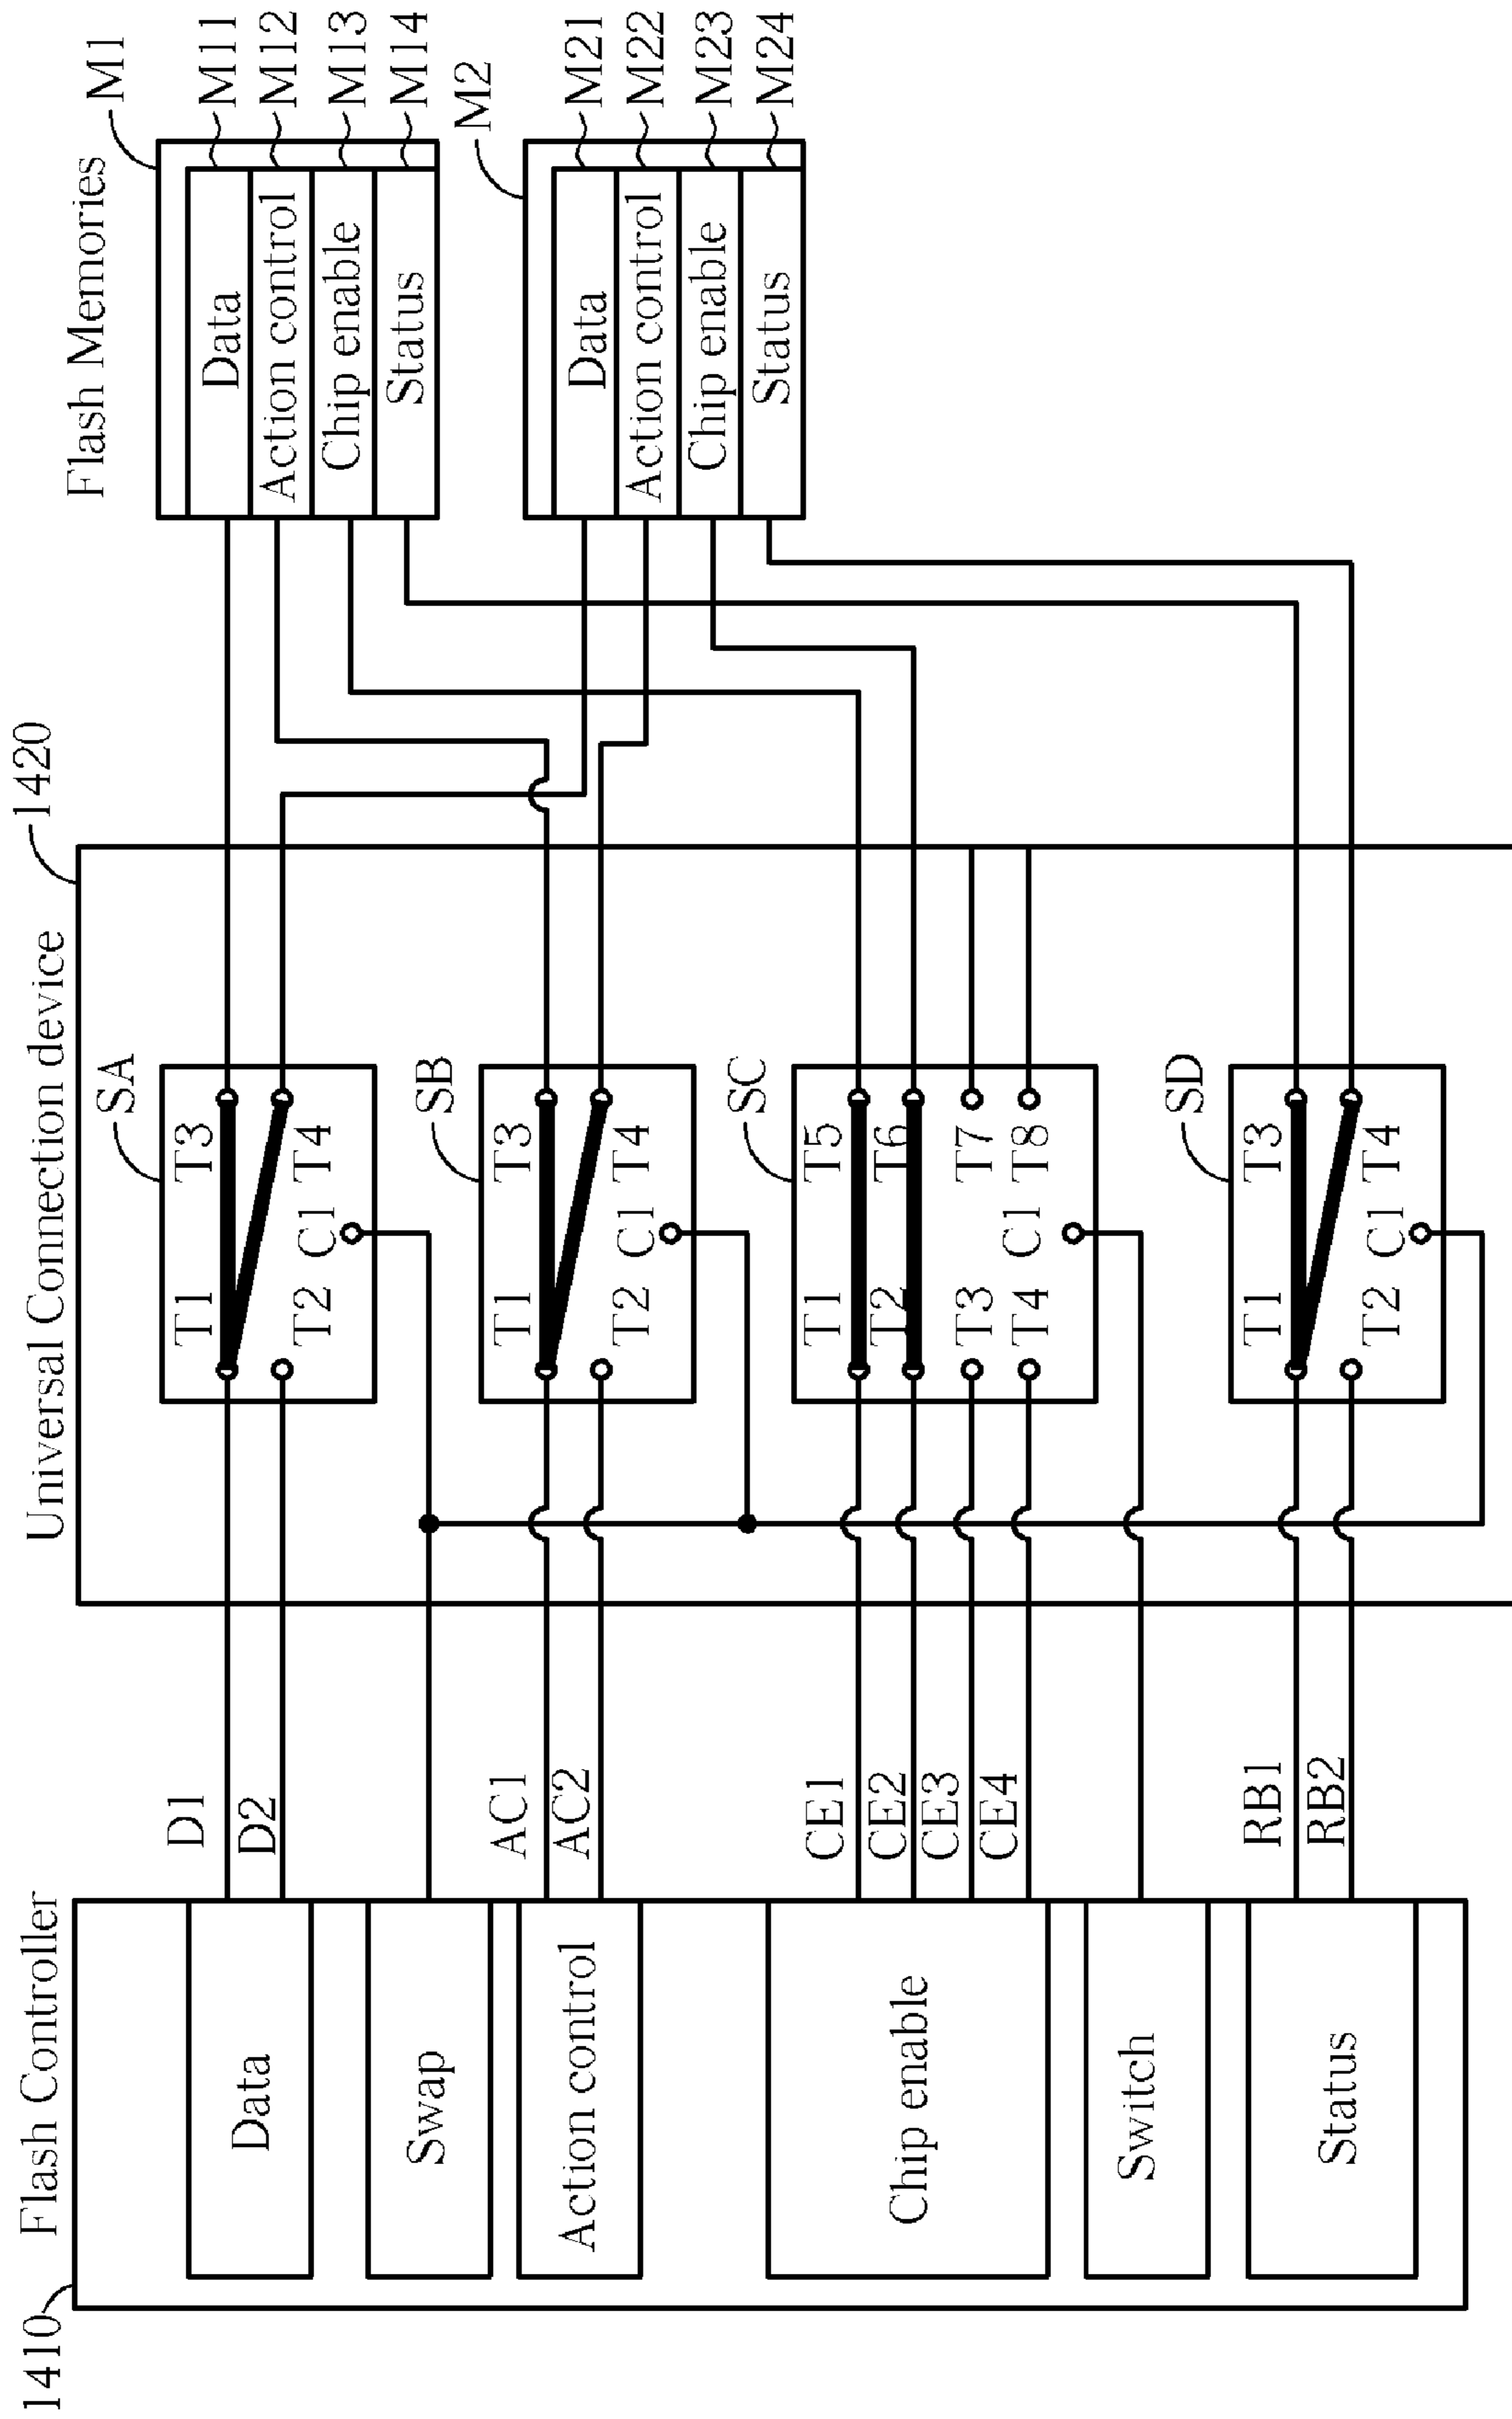 1410
Flash Controller
Data
Swap
Action control
Chip enable
Switch
Status
D1
D2
AC1
AC2
CE1
CE2
CE3
CE4
RB1
RB2
Universal Connection device
1420
SA
T1
T3
T2
C1
T4
SB
T1
T3
T2
C1
T4
SC
T1
T5
T2
T6
T3
T7
T4
C1
T8
SD
T1
T3
T2
C1
T4
Flash Memories
M1
Data
M11
Action control
M12
Chip enable
M13
Status
M14
M2
Data
M21
Action control
M22
Chip enable
M23
Status
M24